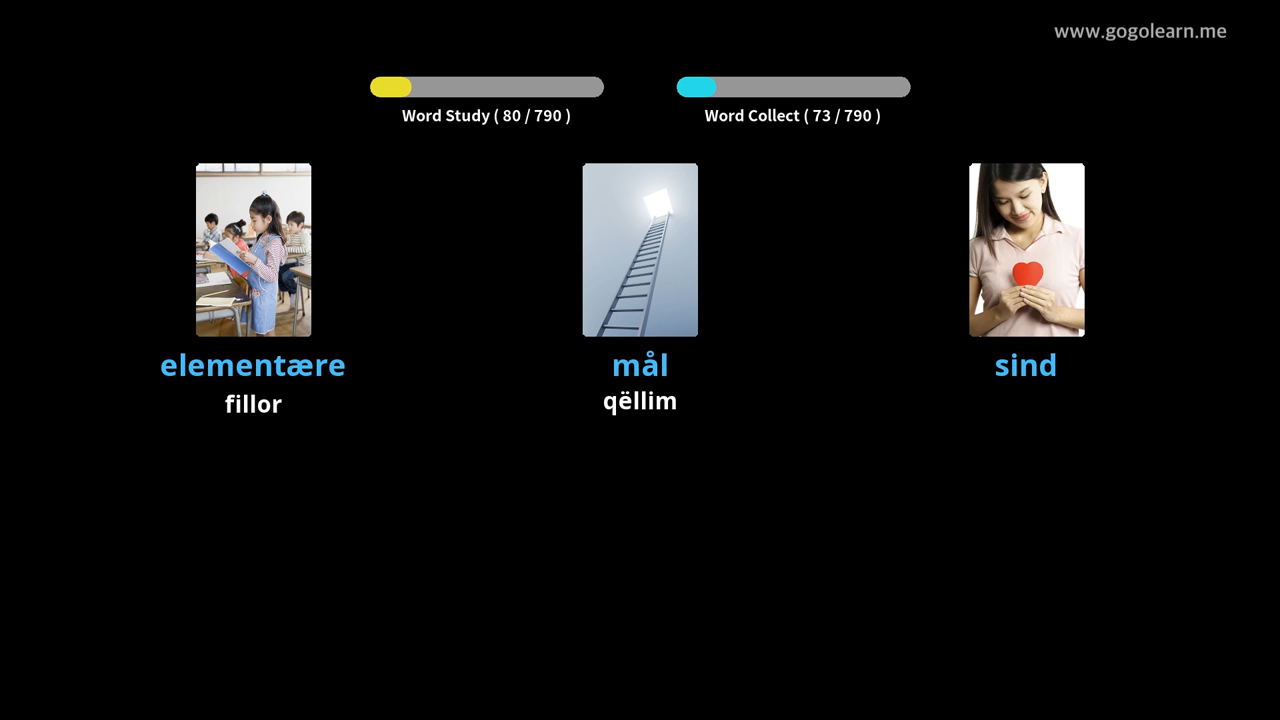 www.gogolearn.me
Word Study ( 80 / 790 )
Word Collect ( 73 / 790 )
elementære
fillor
mål
qëllim
sind